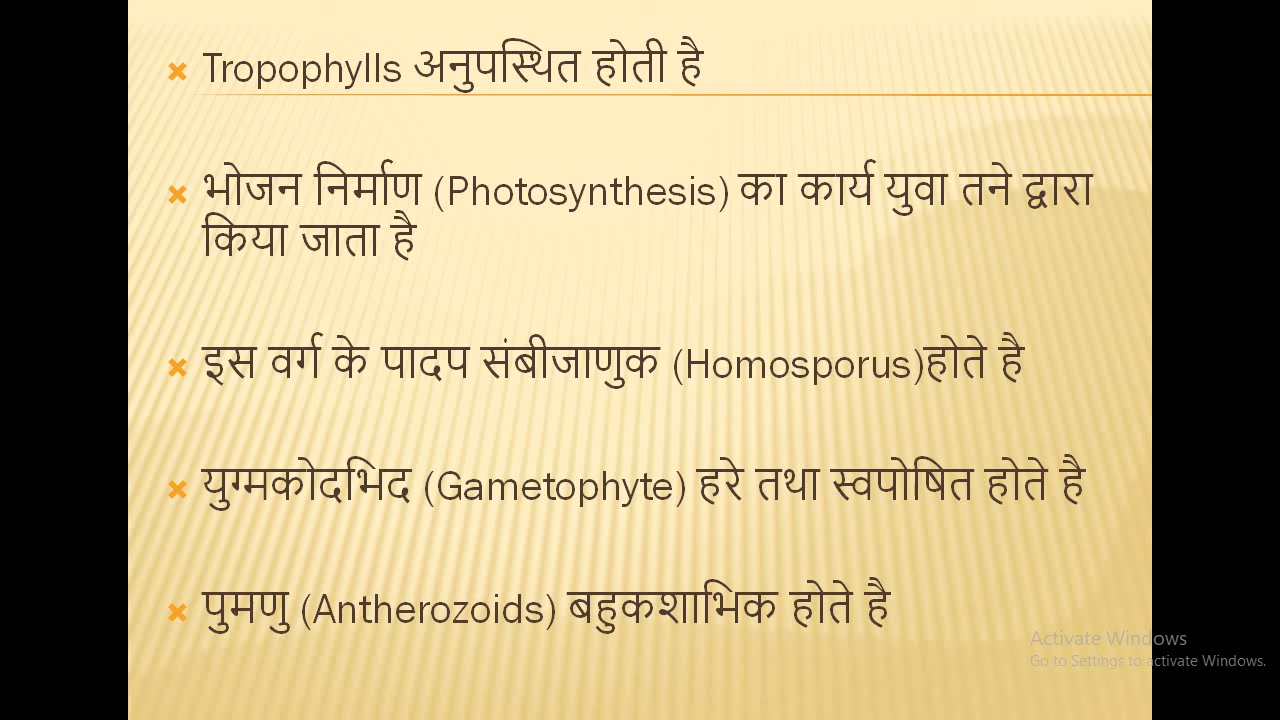 Tropophylls अनुपस्थित होती है
भोजन निर्माण (Photosynthesis) का कार्य युवा तने द्वारा
किया जाता है
इस वर्ग के पादप संबीजाणुक (Homosporus)होते है
युग्मकोदभिद (Gametophyte) हरे तथा स्वपोषित होते है
पुमणु (Antherozoids) बहुकशाभिक होते है
Activate Windows
Go to Settings to activate Windows.